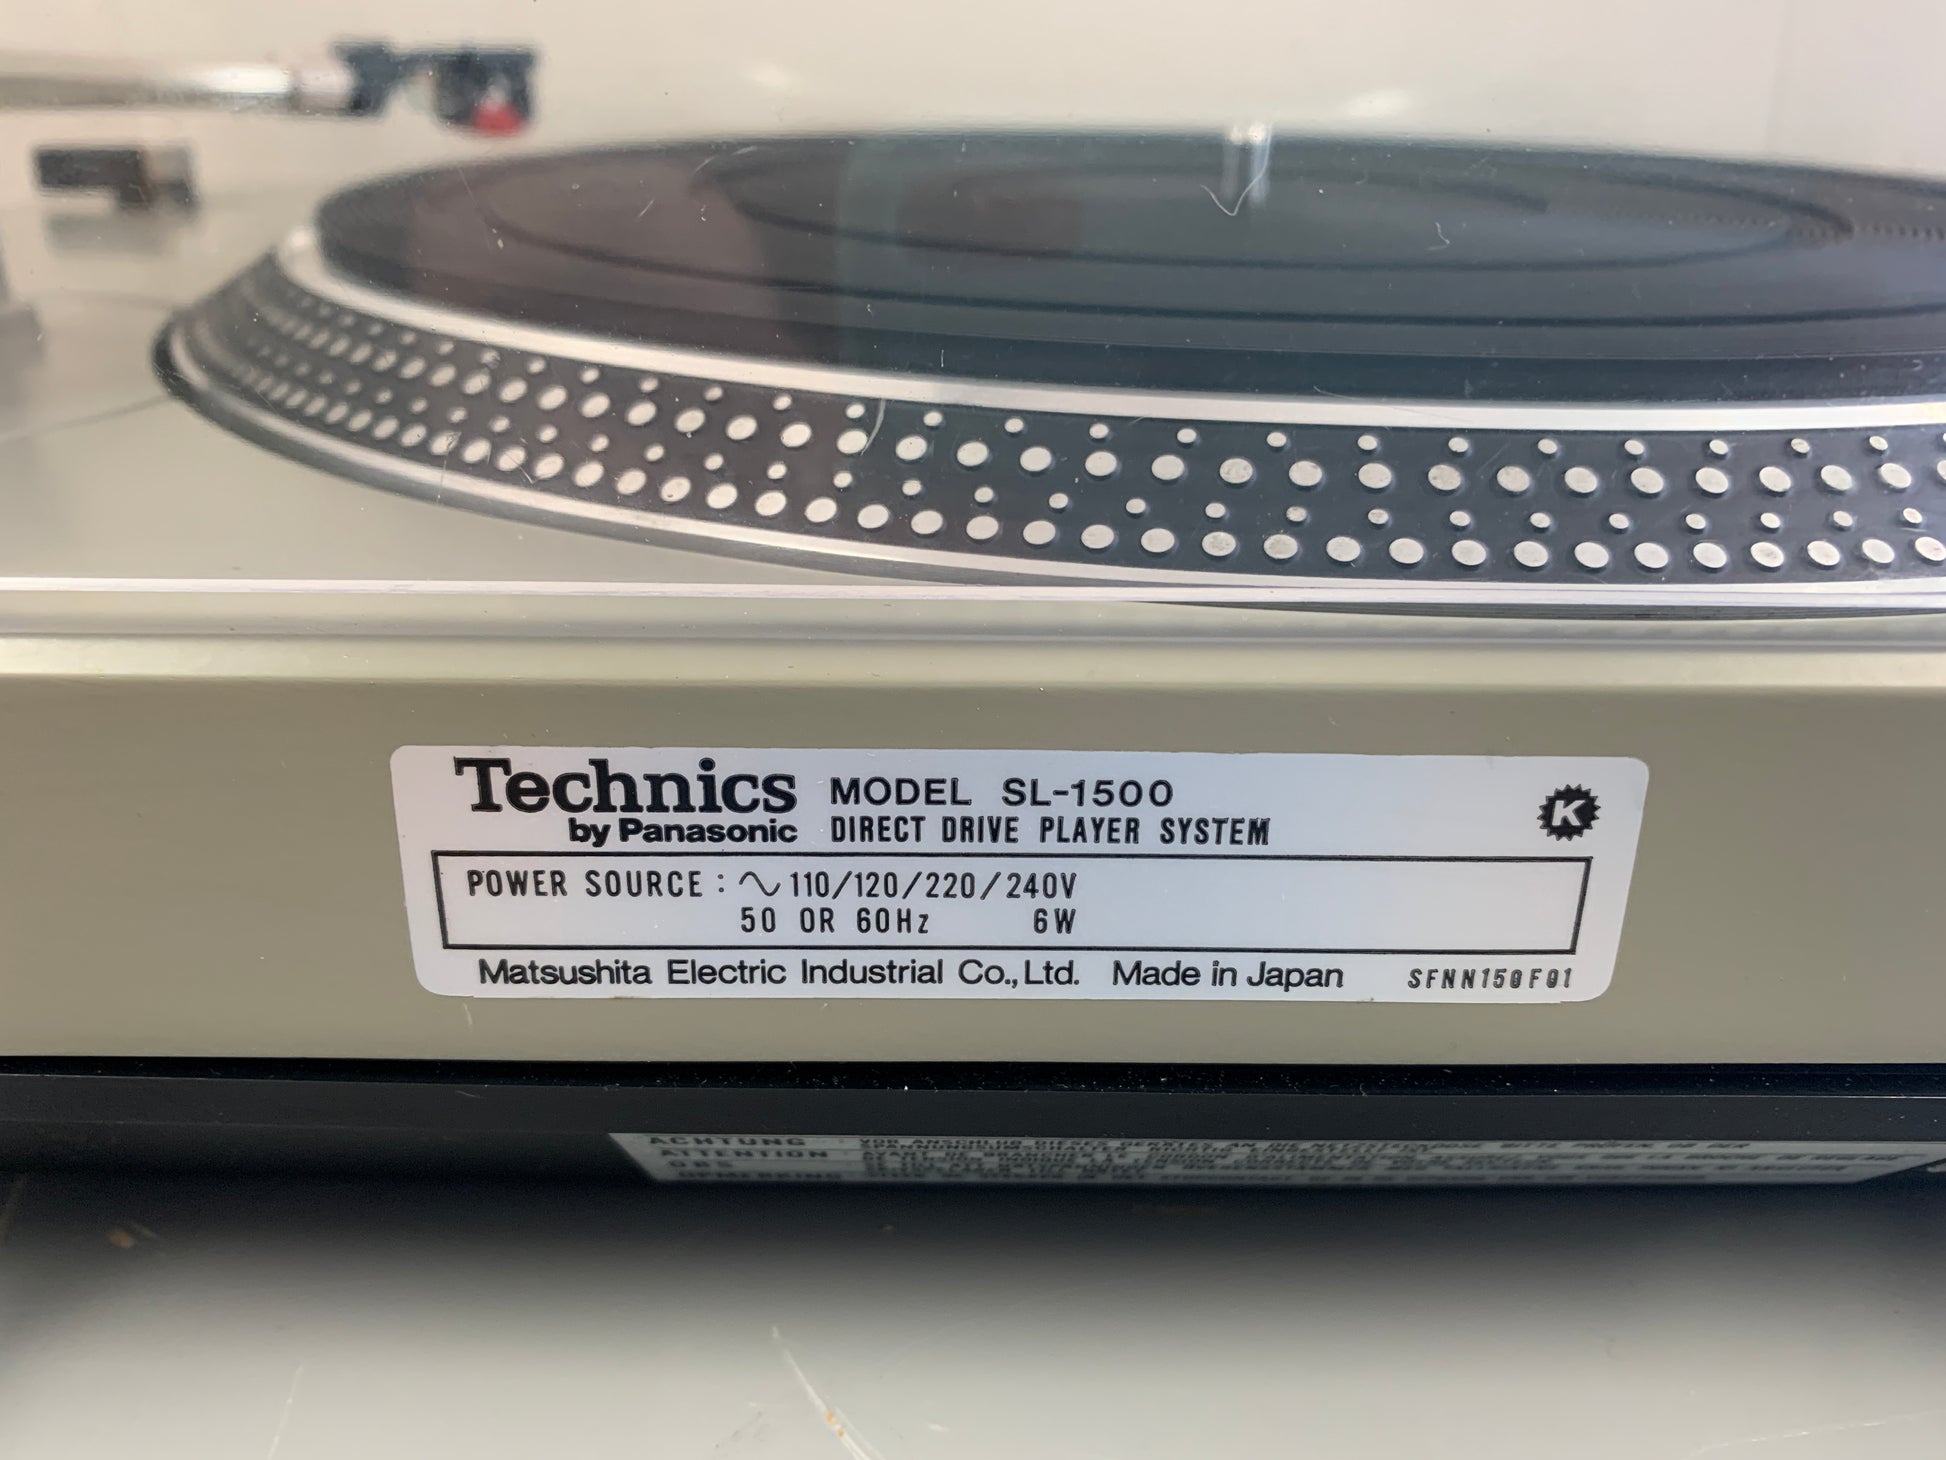 Technics MODEL SL-1500
by Panasonic DIRECT DRIVE PLAYER SYSTEM
K
POWER SOURCE : ∿ 110/120/220/240V
50 OR 60Hz 6W
Matsushita Electric Industrial Co., Ltd. Made in Japan SFNN150F01
ACHTUNG
ATTENTION
OBS